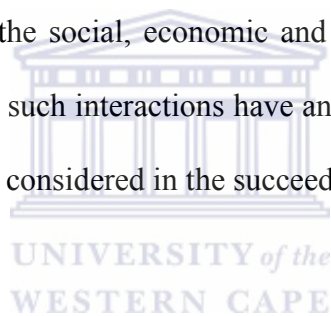 the social, economic and
such interactions have an
considered in the succeed
UNIVERSITY of the
WESTERN CAPE